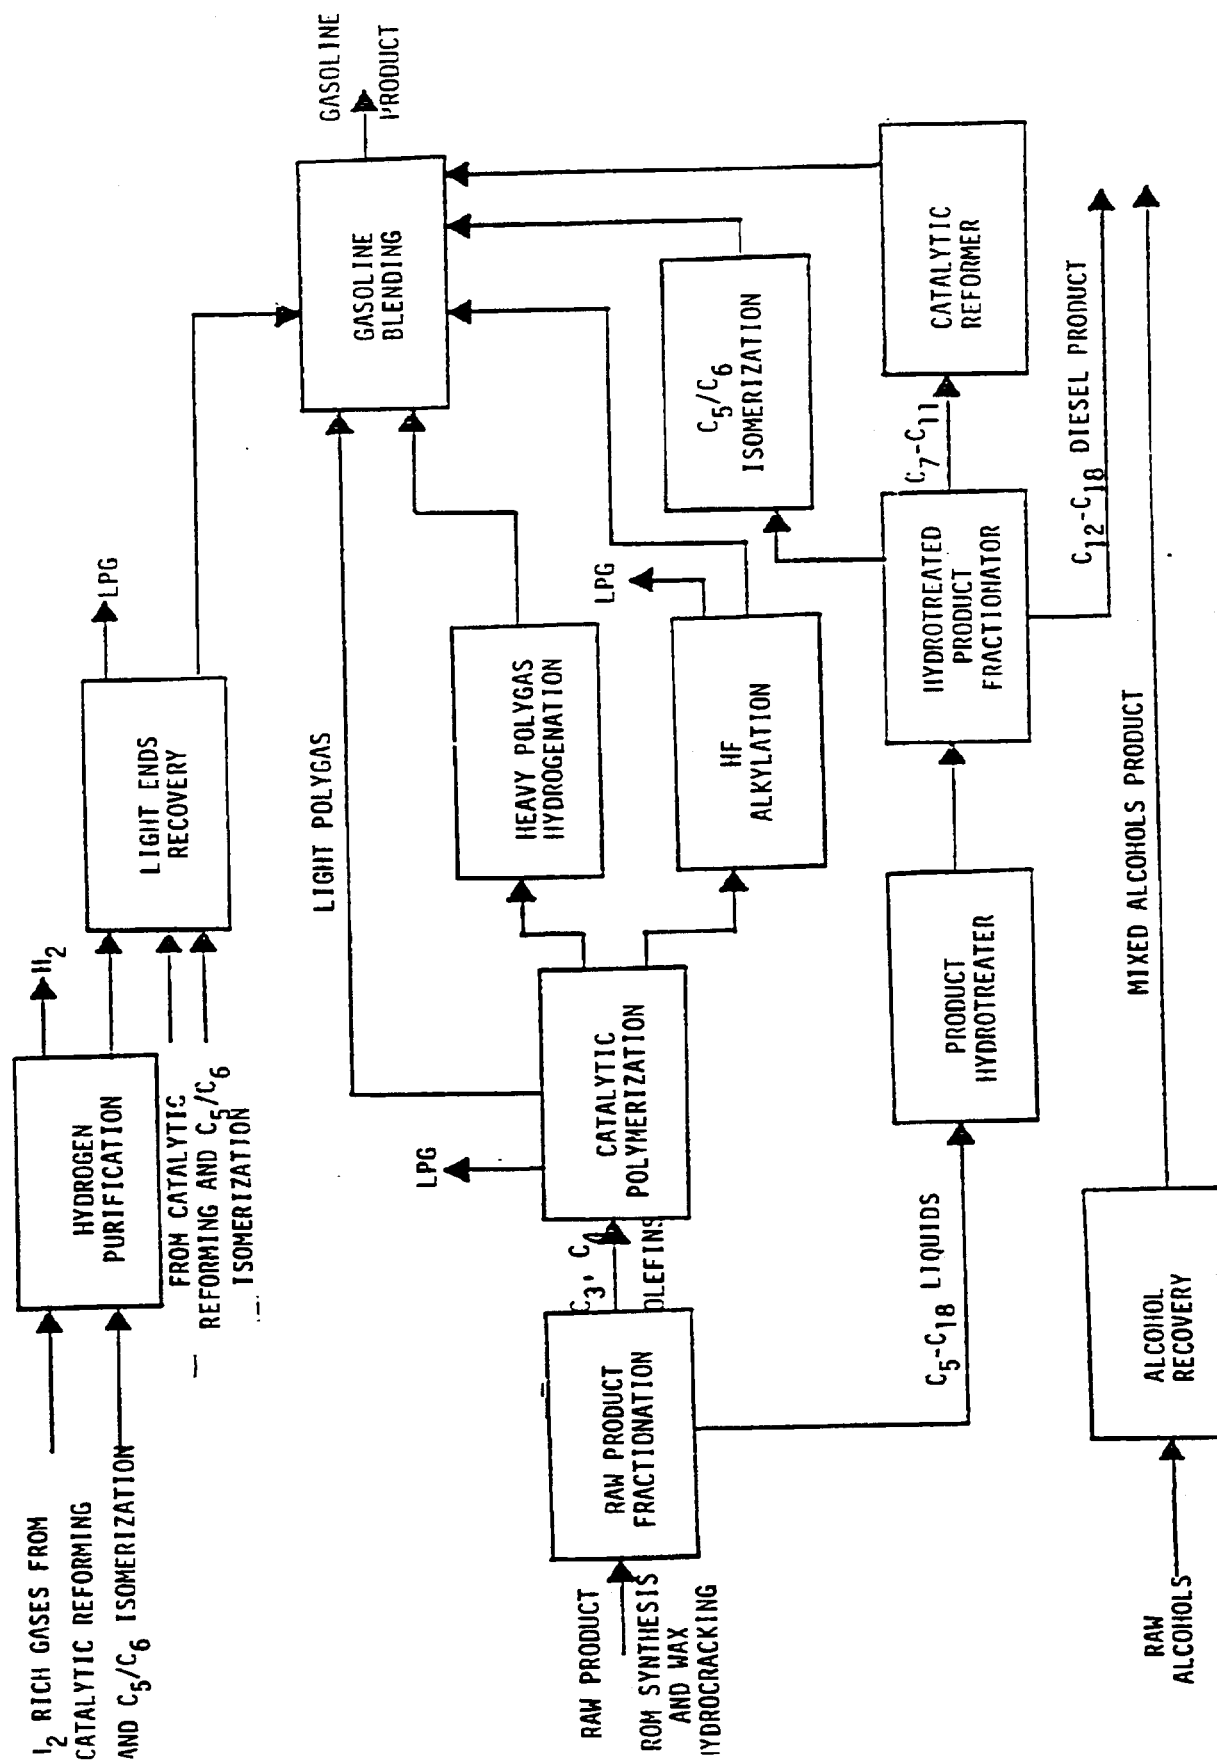 I2 RICH GASES FROM
CATALYTIC REFORMING
AND C5/C6 ISOMERIZATION
HYDROGEN
PURIFICATION
H2
FROM CATALYTIC
REFORMING AND C5/C6
ISOMERIZATION
LIGHT ENDS
RECOVERY
LPG
LIGHT POLYGAS
GASOLINE
BLENDING
GASOLINE
PRODUCT
RAW PRODUCT
ROM SYNTHESIS
AND WAX
HYDROCRACKING
RAW PRODUCT
FRACTIONATION
C3, C4
OLEFINS
CATALYTIC
POLYMERIZATION
LPG
HEAVY POLYGAS
HYDROGENATION
HF
ALKYLATION
LPG
C5/C6
ISOMERIZATION
C5-C18 LIQUIDS
PRODUCT
HYDROTREATER
HYDROTREATED
PRODUCT
FRACTIONATOR
C7-C11
CATALYTIC
REFORMER
C12-C18 DIESEL PRODUCT
RAW
ALCOHOLS
ALCOHOL
RECOVERY
MIXED ALCOHOLS PRODUCT